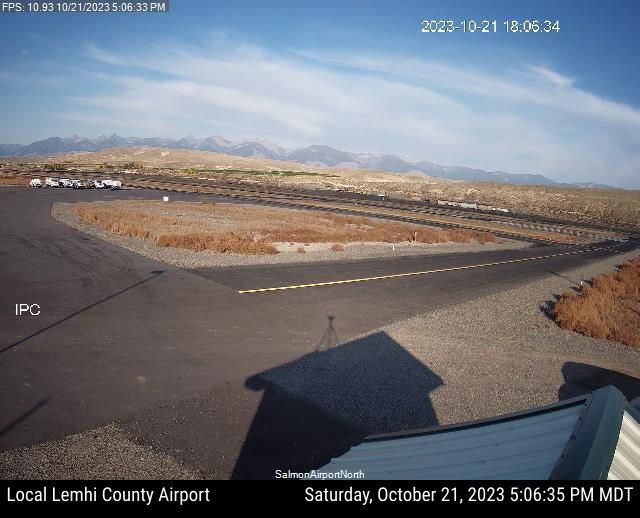 FPS: 10.93 10/21/2023 5:06:33 PM
2023-10-21 18:06:34
IPC
SalmonAirportNorth
Local Lemhi County Airport Saturday, October 21, 2023 5:06:35 PM MDT